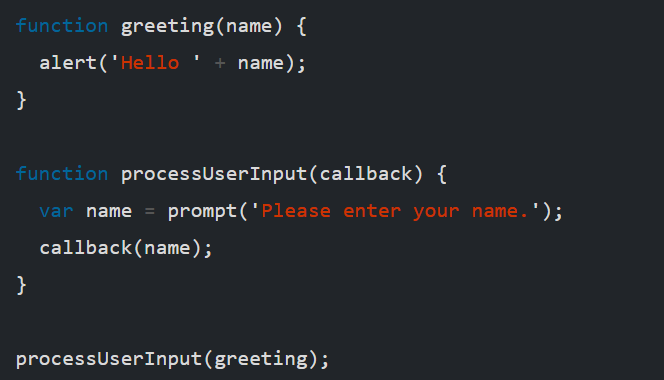 function greeting(name) {
  alert('Hello ' + name);
}

function processUserInput(callback) {
  var name = prompt('Please enter your name.');
  callback(name);
}

processUserInput(greeting);